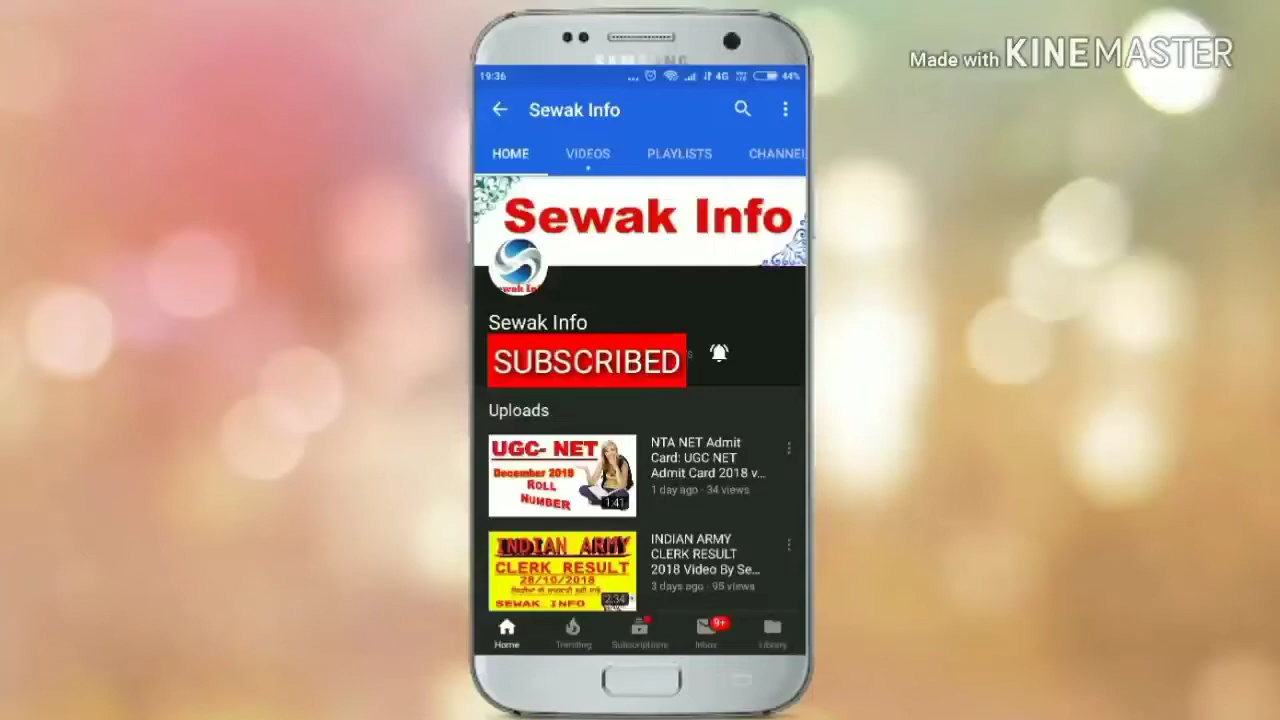 Made with KINEMASTER
SAMSUNG
19:36
4G
44%
Sewak Info
HOME
VIDEOS
PLAYLISTS
CHANNEL
Sewak Info
Sewak Info
SUBSCRIBED
Uploads
UGC- NET
December 2018
ROLL
NUMBER
1:41
NTA NET Admit
Card: UGC NET
Admit Card 2018 v...
1 day ago · 34 views
INDIAN ARMY
CLERK RESULT
28/10/2018
SEWAK INFO
2:34
INDIAN ARMY
CLERK RESULT
2018 Video By Se...
3 days ago · 95 views
Home
Trending
Subscriptions
9+
Inbox
Library